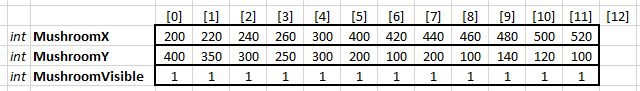 [0] [1] [2] [3] [4] [5] [6] [7] [8] [9] [10] [11] [12]
int MushroomX 200 220 240 260 300 400 420 440 460 480 500 520
int MushroomY 400 350 300 250 300 200 100 200 100 140 120 100
int MushroomVisible 1 1 1 1 1 1 1 1 1 1 1 1